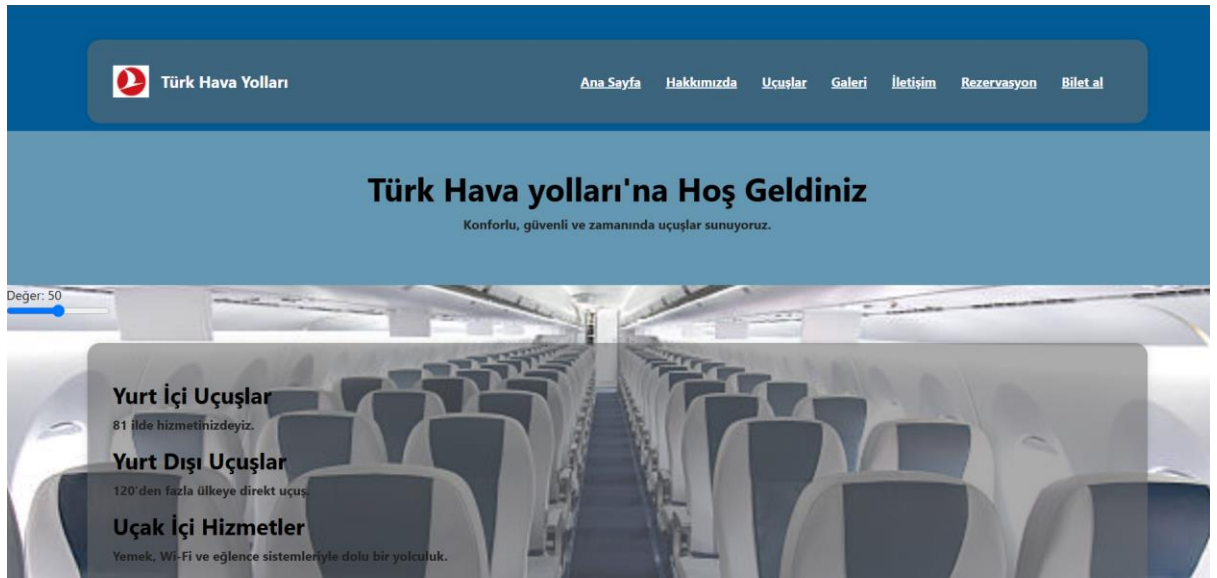 Türk Hava Yolları
Ana Sayfa Hakkımızda Uçuşlar Galeri İletişim Rezervasyon Bilet al
Türk Hava yolları'na Hoş Geldiniz
Konforlu, güvenli ve zamanında uçuşlar sunuyoruz.
Değer: 50
Yurt İçi Uçuşlar
81 ilde hizmetinizdeyiz.
Yurt Dışı Uçuşlar
120'den fazla ülkeye direkt uçuş.
Uçak İçi Hizmetler
Yemek, Wi-Fi ve eğlence sistemleriyle dolu bir yolculuk.